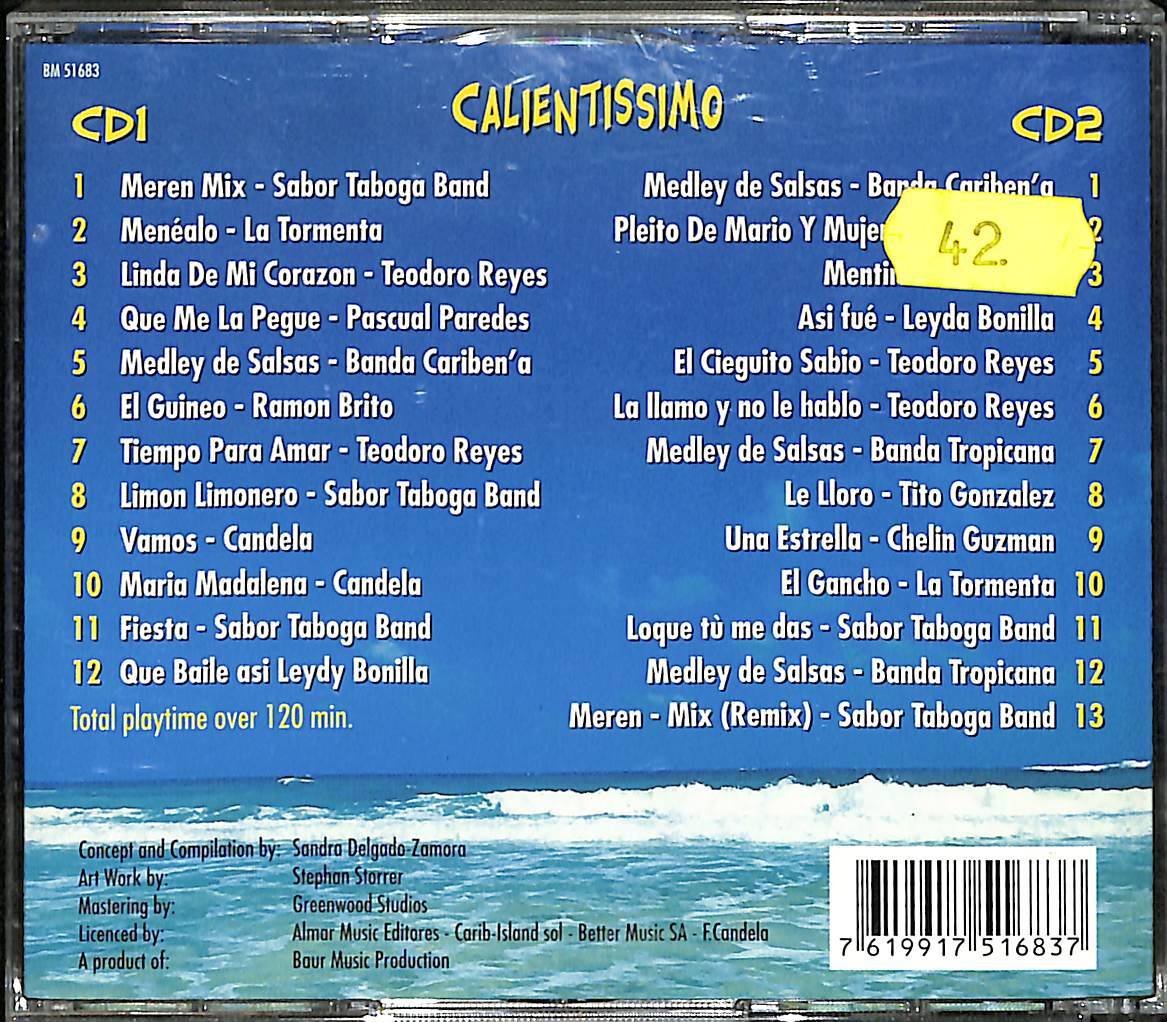 BM 51683
CALIENTISSIMO
CD1
1 Meren Mix - Sabor Taboga Band
2 Menéalo - La Tormenta
3 Linda De Mi Corazon - Teodoro Reyes
4 Que Me La Pegue - Pascual Paredes
5 Medley de Salsas - Banda Cariben'a
6 El Guineo - Ramon Brito
7 Tiempo Para Amar - Teodoro Reyes
8 Limon Limonero - Sabor Taboga Band
9 Vamos - Candela
10 Maria Madalena - Candela
11 Fiesta - Sabor Taboga Band
12 Que Baile asi Leydy Bonilla
Total playtime over 120 min.
CD2
Medley de Salsas - Banda Cariben'a 1
Pleito De Mario Y 2
3
42.
Asi fué - Leyda Bonilla 4
El Cieguito Sabio - Teodoro Reyes 5
La llamo y no le hablo - Teodoro Reyes 6
Medley de Salsas - Banda Tropicana 7
Le Lloro - Tito Gonzalez 8
Una Estrella - Chelin Guzman 9
El Gancho - La Tormenta 10
Loque tù me das - Sabor Taboga Band 11
Medley de Salsas - Banda Tropicana 12
Meren - Mix (Remix) - Sabor Taboga Band 13
Concept and Compilation by: Sandra Delgado Zamora
Art Work by: Stephan Storrer
Mastering by: Greenwood Studios
Licenced by: Almar Music Editores - Carib-Island sol - Better Music SA - F.Candela
A product of: Baur Music Production
7 619917 516837